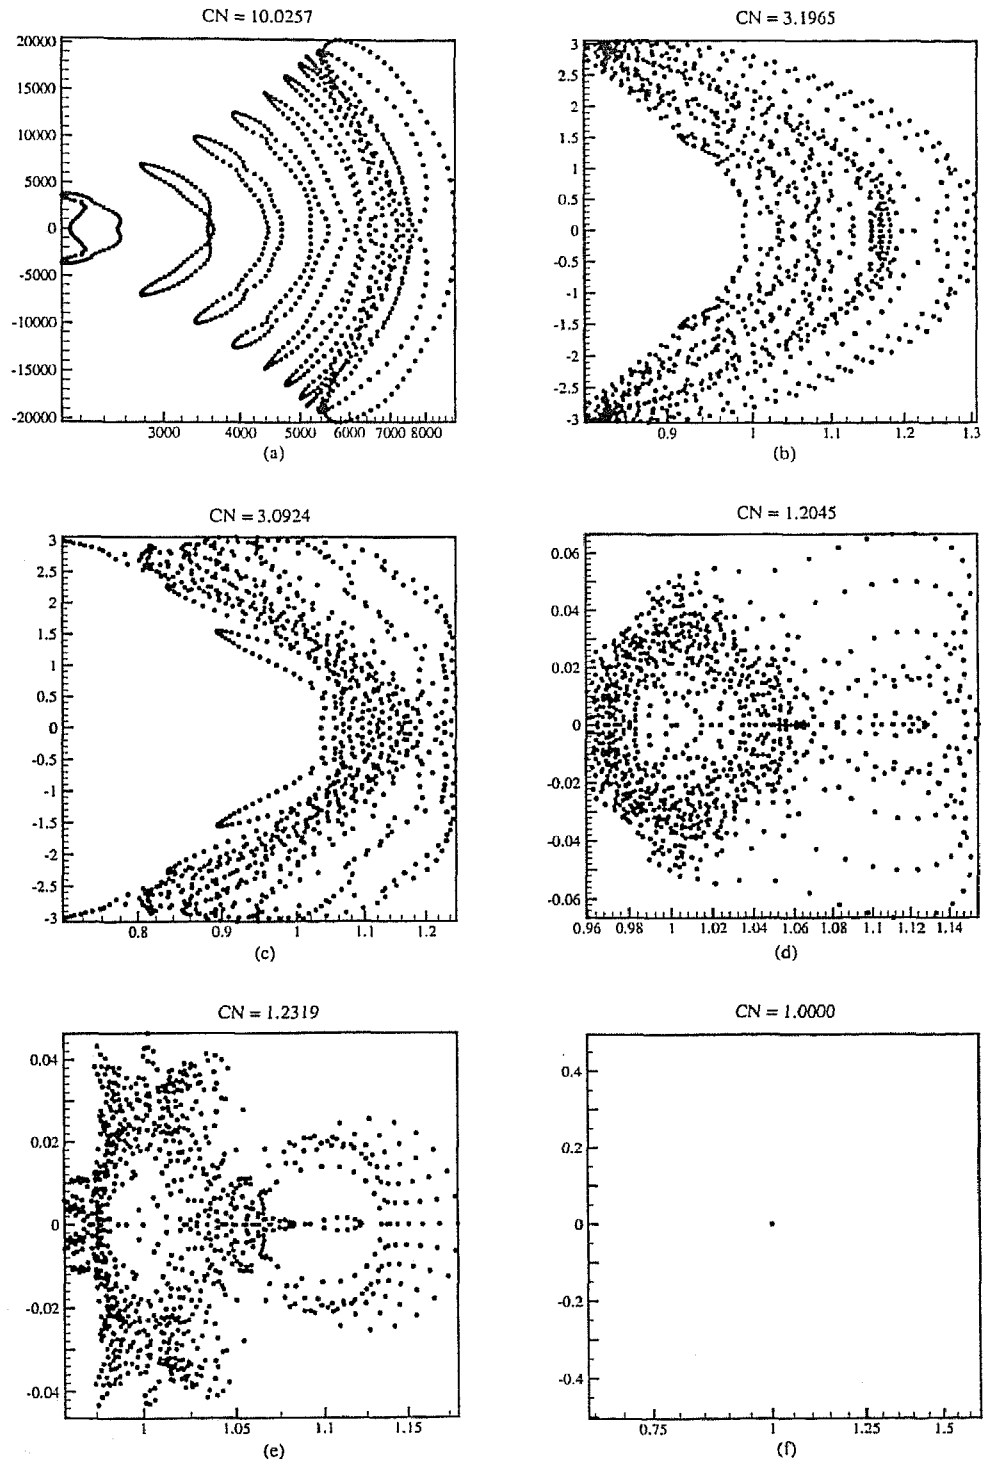 CN = 10.0257
20000
15000
10000
5000
0
-5000
-10000
-15000
-20000
3000 4000 5000 6000 7000 8000
(a)
CN = 3.1965
3
2.5
2
1.5
1
0.5
0
-0.5
-1
-1.5
-2
-2.5
-3
0.9 1 1.1 1.2 1.3
(b)
CN = 3.0924
3
2.5
2
1.5
1
0.5
0
-0.5
-1
-1.5
-2
-2.5
-3
0.8 0.9 1 1.1 1.2
(c)
CN = 1.2045
0.06
0.04
0.02
0
-0.02
-0.04
-0.06
0.96 0.98 1 1.02 1.04 1.06 1.08 1.1 1.12 1.14
(d)
CN = 1.2319
0.04
0.02
0
-0.02
-0.04
1 1.05 1.1 1.15
(e)
CN = 1.0000
0.4
0.2
0
-0.2
-0.4
0.75 1 1.25 1.5
(f)